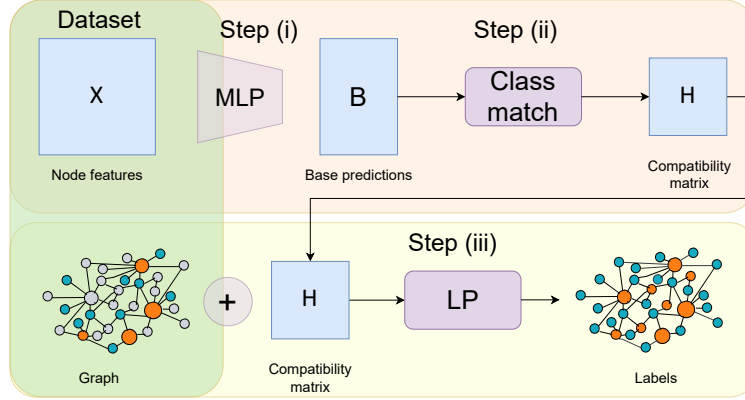 Dataset
Step (i)
Step (ii)
X
MLP
B
Class
match
H
Node features
Base predictions
Compatibility
matrix
Step (iii)
+
H
LP
Graph
Compatibility
matrix
Labels